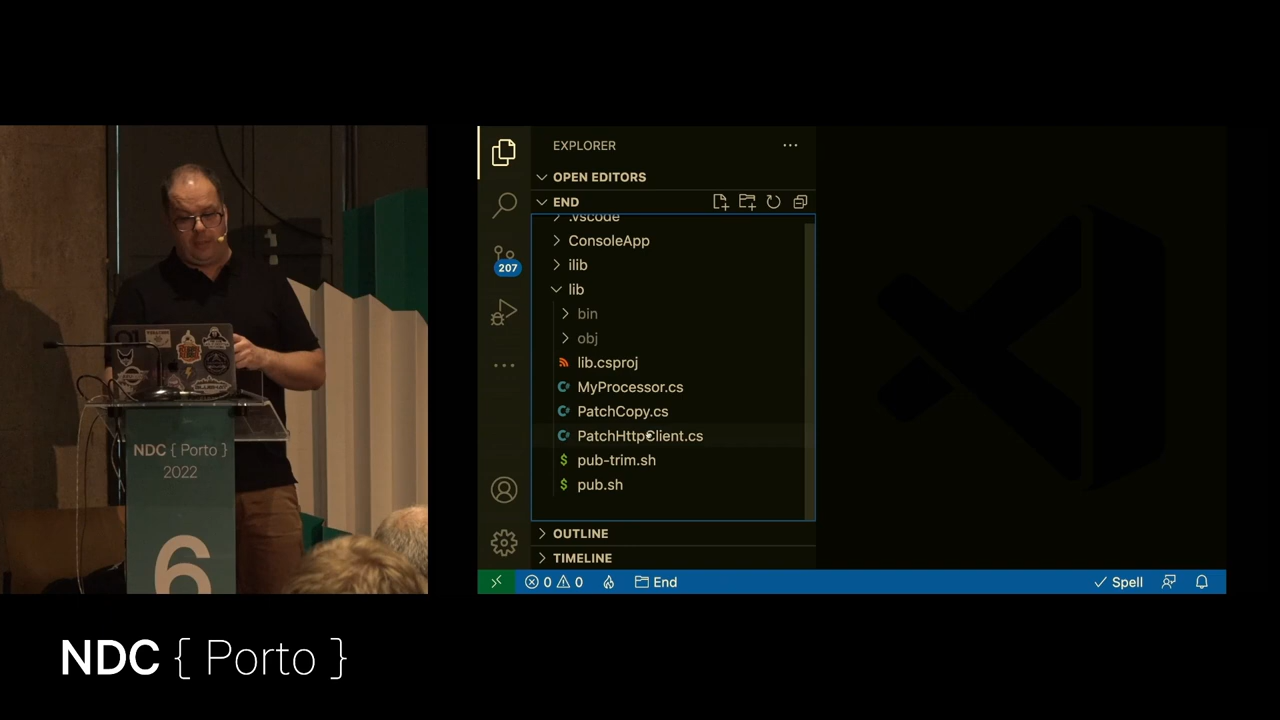 NDC { Porto }
2022
6
EXPLORER
OPEN EDITORS
END
.vscode
ConsoleApp
ilib
lib
bin
obj
lib.csproj
MyProcessor.cs
PatchCopy.cs
PatchHttpClient.cs
$ pub-trim.sh
$ pub.sh
207
OUTLINE
TIMELINE
0 0 End Spell
NDC { Porto }